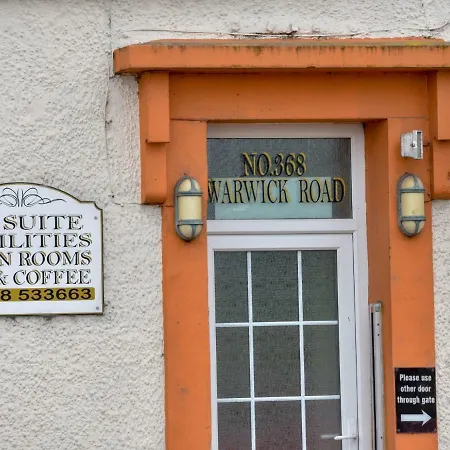 SUITE
ILITIES
N ROOMS
& COFFEE
8 533663
NO.368
WARWICK ROAD
Please use
other door
through gate